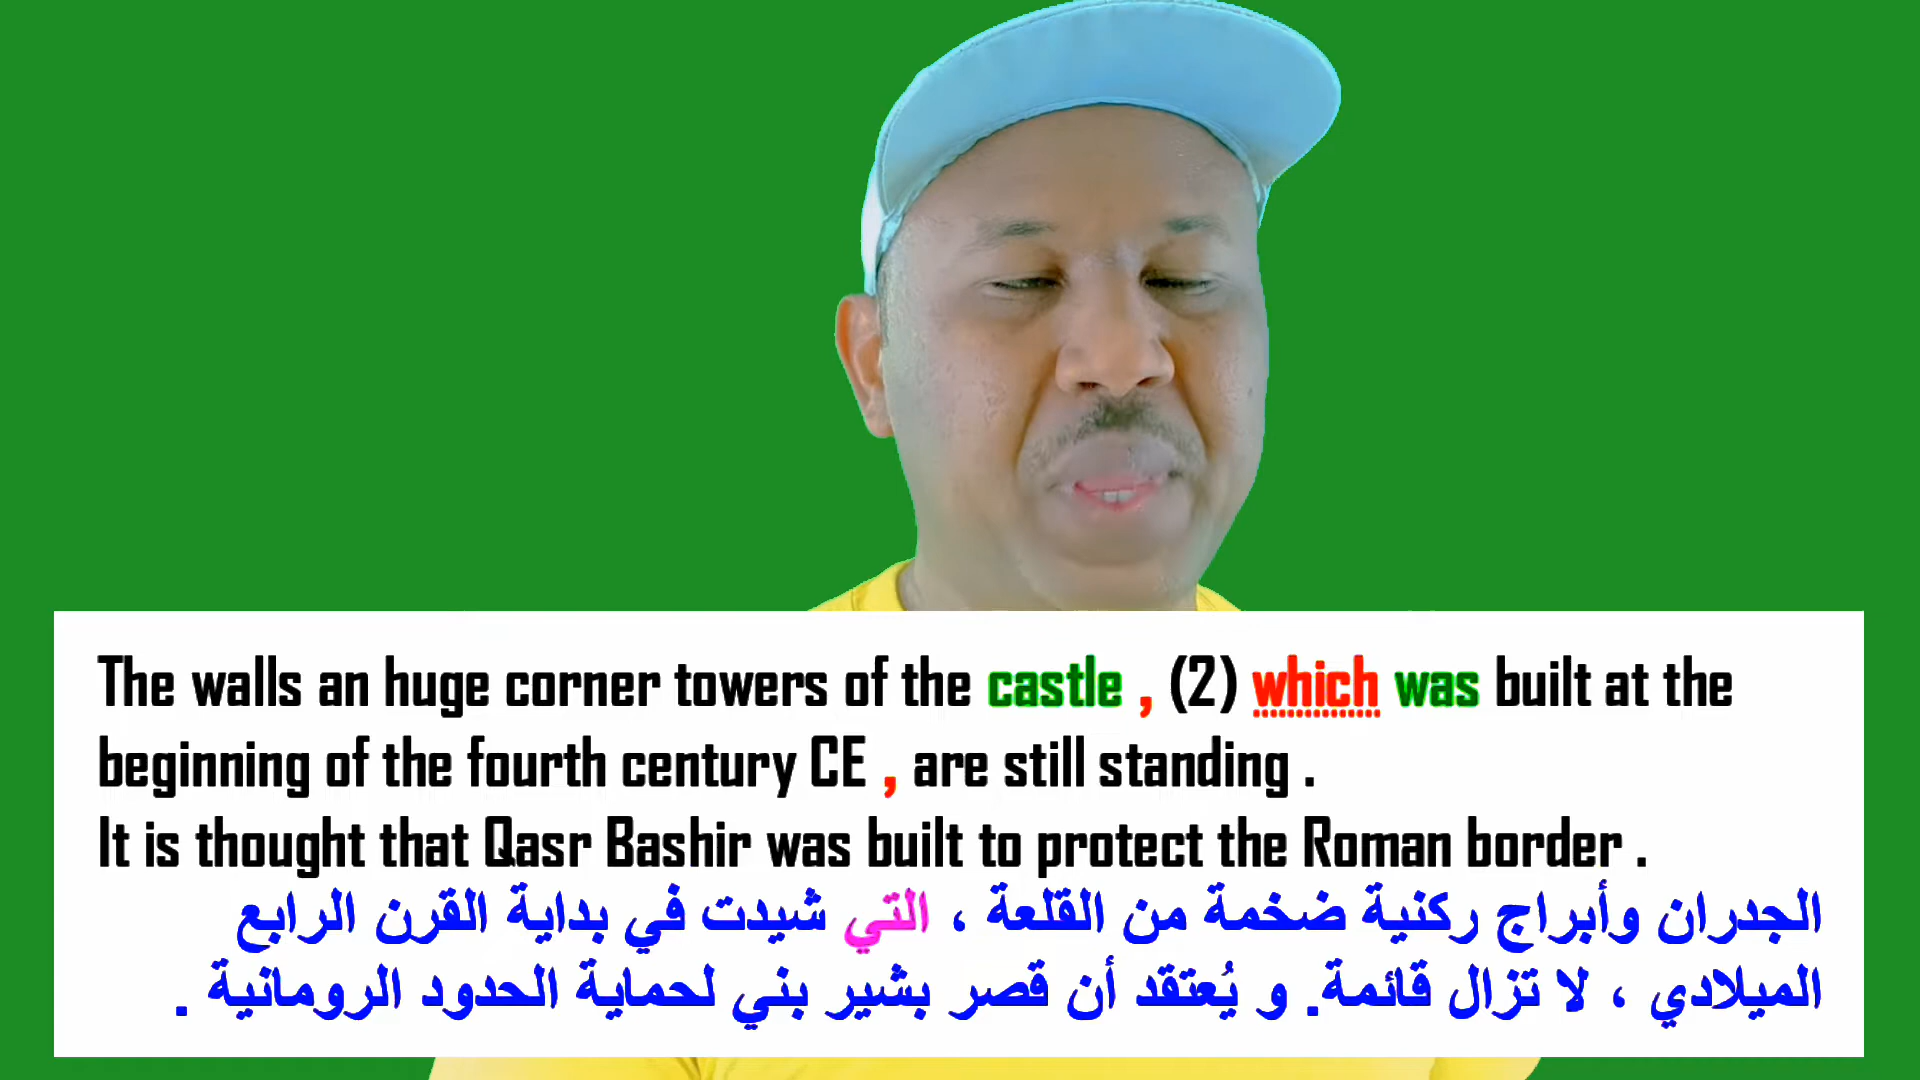 The walls an huge corner towers of the castle , (2) which was built at the
beginning of the fourth century CE , are still standing .
It is thought that Qasr Bashir was built to protect the Roman border .
الجدران وأبراج ركنية ضخمة من القلعة ، التي شيدت في بداية القرن الرابع
الميلادي ، لا تزال قائمة. و يُعتقد أن قصر بشير بني لحماية الحدود الرومانية .